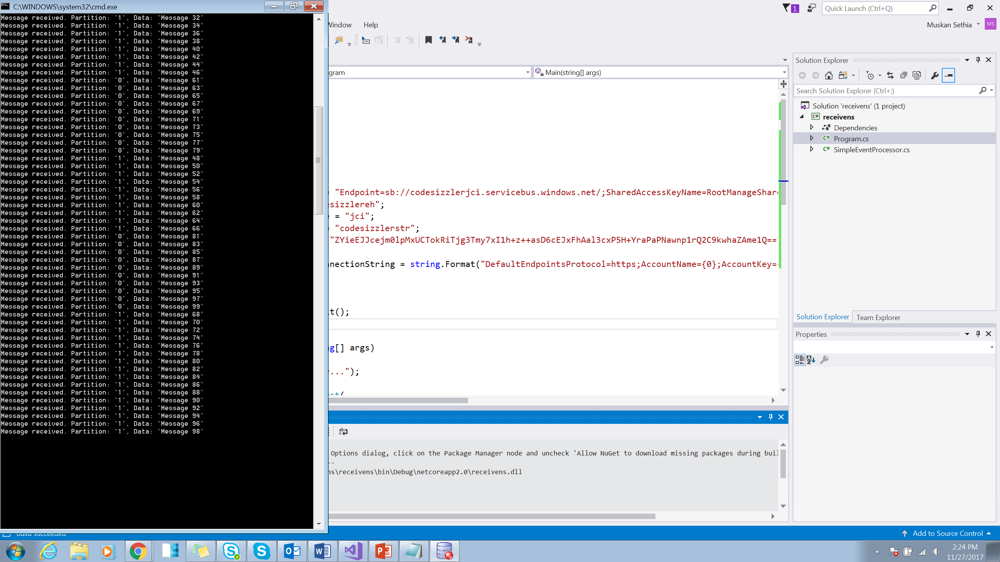 C:\WINDOWS\system32\cmd.exe
Message received. Partition: '1', Data: 'Message 32'
Message received. Partition: '1', Data: 'Message 34'
Message received. Partition: '1', Data: 'Message 36'
Message received. Partition: '1', Data: 'Message 38'
Message received. Partition: '1', Data: 'Message 40'
Message received. Partition: '1', Data: 'Message 42'
Message received. Partition: '1', Data: 'Message 44'
Message received. Partition: '1', Data: 'Message 46'
Message received. Partition: '0', Data: 'Message 61'
Message received. Partition: '0', Data: 'Message 63'
Message received. Partition: '0', Data: 'Message 65'
Message received. Partition: '0', Data: 'Message 67'
Message received. Partition: '0', Data: 'Message 69'
Message received. Partition: '0', Data: 'Message 71'
Message received. Partition: '0', Data: 'Message 73'
Message received. Partition: '0', Data: 'Message 75'
Message received. Partition: '0', Data: 'Message 77'
Message received. Partition: '0', Data: 'Message 79'
Message received. Partition: '1', Data: 'Message 48'
Message received. Partition: '1', Data: 'Message 50'
Message received. Partition: '1', Data: 'Message 52'
Message received. Partition: '1', Data: 'Message 54'
Message received. Partition: '1', Data: 'Message 56'
Message received. Partition: '1', Data: 'Message 58'
Message received. Partition: '1', Data: 'Message 60'
Message received. Partition: '1', Data: 'Message 62'
Message received. Partition: '1', Data: 'Message 64'
Message received. Partition: '1', Data: 'Message 66'
Message received. Partition: '0', Data: 'Message 81'
Message received. Partition: '0', Data: 'Message 83'
Message received. Partition: '0', Data: 'Message 85'
Message received. Partition: '0', Data: 'Message 87'
Message received. Partition: '0', Data: 'Message 89'
Message received. Partition: '0', Data: 'Message 91'
Message received. Partition: '0', Data: 'Message 93'
Message received. Partition: '0', Data: 'Message 95'
Message received. Partition: '0', Data: 'Message 97'
Message received. Partition: '0', Data: 'Message 99'
Message received. Partition: '1', Data: 'Message 68'
Message received. Partition: '1', Data: 'Message 70'
Message received. Partition: '1', Data: 'Message 72'
Message received. Partition: '1', Data: 'Message 74'
Message received. Partition: '1', Data: 'Message 76'
Message received. Partition: '1', Data: 'Message 78'
Message received. Partition: '1', Data: 'Message 80'
Message received. Partition: '1', Data: 'Message 82'
Message received. Partition: '1', Data: 'Message 84'
Message received. Partition: '1', Data: 'Message 86'
Message received. Partition: '1', Data: 'Message 88'
Message received. Partition: '1', Data: 'Message 90'
Message received. Partition: '1', Data: 'Message 92'
Message received. Partition: '1', Data: 'Message 94'
Message received. Partition: '1', Data: 'Message 96'
Message received. Partition: '1', Data: 'Message 98'
1
Quick Launch (Ctrl+Q)
Window Help
Muskan Sethia
MS
gram
Main(string[] args)
= "Endpoint=sb://codesizzlerjci.servicebus.windows.net/;SharedAccessKeyName=RootManageShar
sizzlereh";
e = "jci";
= "codesizzlerstr";
"ZYieEJJcejm0lpMxUCTokRiTjg3Tmy7xI1h+z++asD6cEJxFhAal3cxP5H+YraPaPNawnp1rQ2C9kwhaZAme1Q=="
nnectionString = string.Format("DefaultEndpointsProtocol=https;AccountName={0};AccountKey=
it();
ng[] args)
...");
st(
Options dialog, click on the Package Manager node and uncheck 'Allow NuGet to download missing packages during buil
--
ns\receivens\bin\Debug\netcoreapp2.0\receivens.dll
Solution Explorer
Search Solution Explorer (Ctrl+;)
Solution 'receivens' (1 project)
C# receivens
Dependencies
C# Program.cs
C# SimpleEventProcessor.cs
Solution Explorer Team Explorer
Properties
Build succeeded
Add to Source Control
2:24 PM
11/27/2017